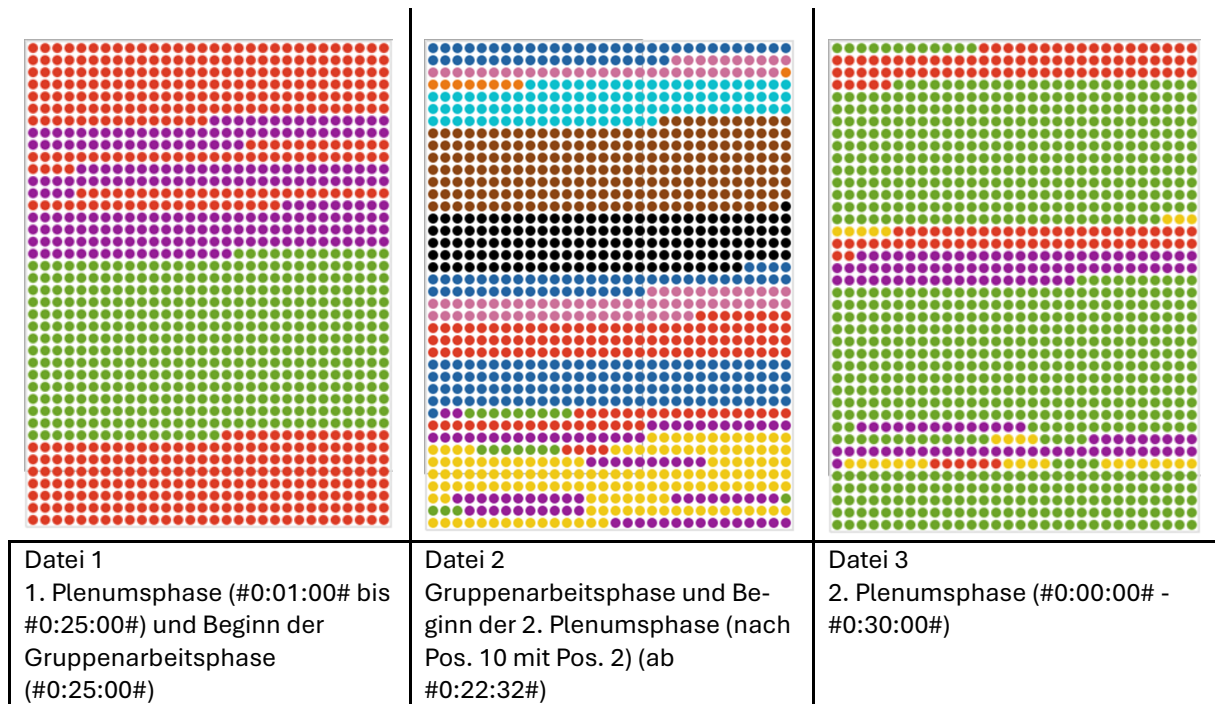 Datei 1
1. Plenumsphase (#0:01:00# bis
#0:25:00#) und Beginn der
Gruppenarbeitsphase
(#0:25:00#)
Datei 2
Gruppenarbeitsphase und Be-
ginn der 2. Plenumsphase (nach
Pos. 10 mit Pos. 2) (ab
#0:22:32#)
Datei 3
2. Plenumsphase (#0:00:00# -
#0:30:00#)